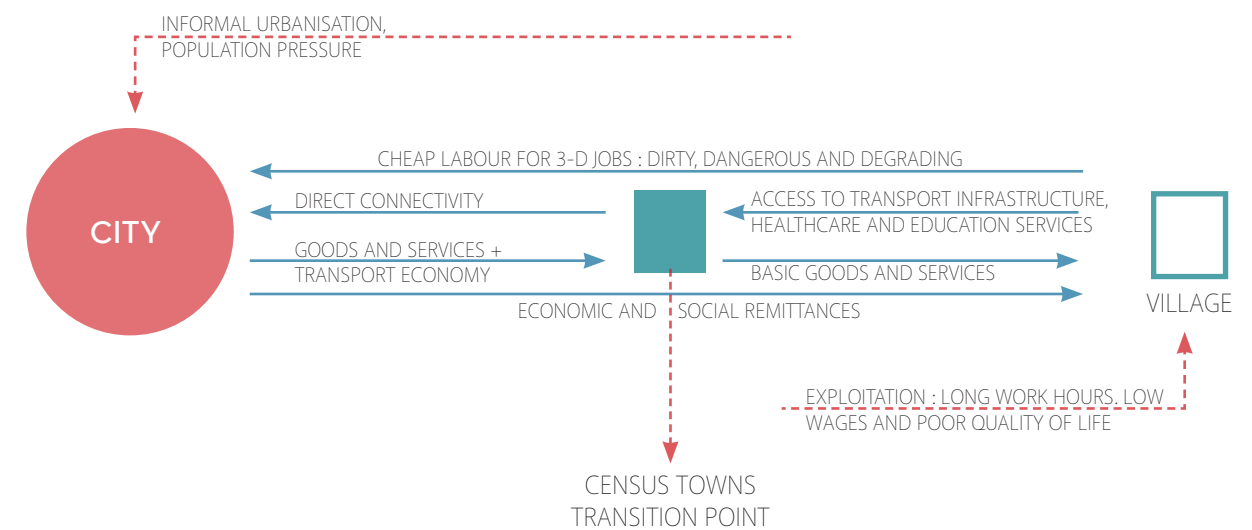 INFORMAL URBANISATION,
POPULATION PRESSURE
CHEAP LABOUR FOR 3-D JOBS : DIRTY, DANGEROUS AND DEGRADING
DIRECT CONNECTIVITY
ACCESS TO TRANSPORT INFRASTRUCTURE,
HEALTHCARE AND EDUCATION SERVICES
CITY
GOODS AND SERVICES +
TRANSPORT ECONOMY
BASIC GOODS AND SERVICES
ECONOMIC AND SOCIAL REMITTANCES
VILLAGE
EXPLOITATION : LONG WORK HOURS. LOW
WAGES AND POOR QUALITY OF LIFE
CENSUS TOWNS
TRANSITION POINT